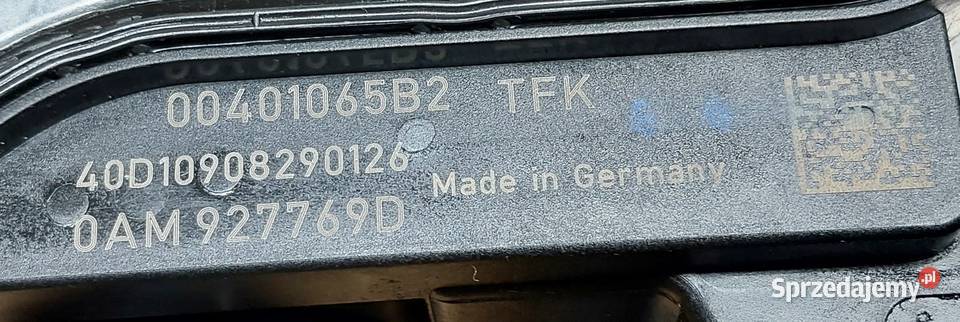 00401065B2 TFK
40D10908290126
Made in Germany
0AM 927769D
Sprzedajemy.pl